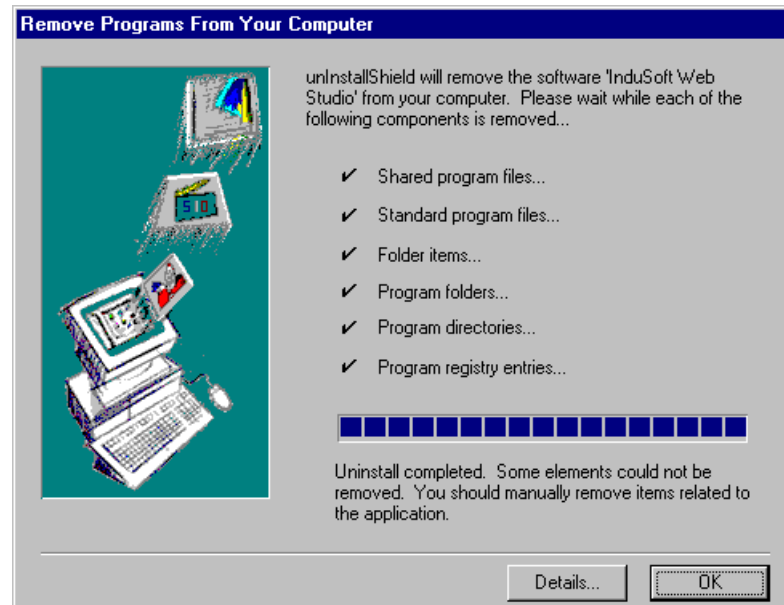 Remove Programs From Your Computer
unInstallShield will remove the software 'InduSoft Web
Studio' from your computer.  Please wait while each of the
following components is removed...
✔ Shared program files...
✔ Standard program files...
✔ Folder items...
✔ Program folders...
✔ Program directories...
✔ Program registry entries...
510
Uninstall completed.  Some elements could not be
removed.  You should manually remove items related to
the application.
Details...
OK